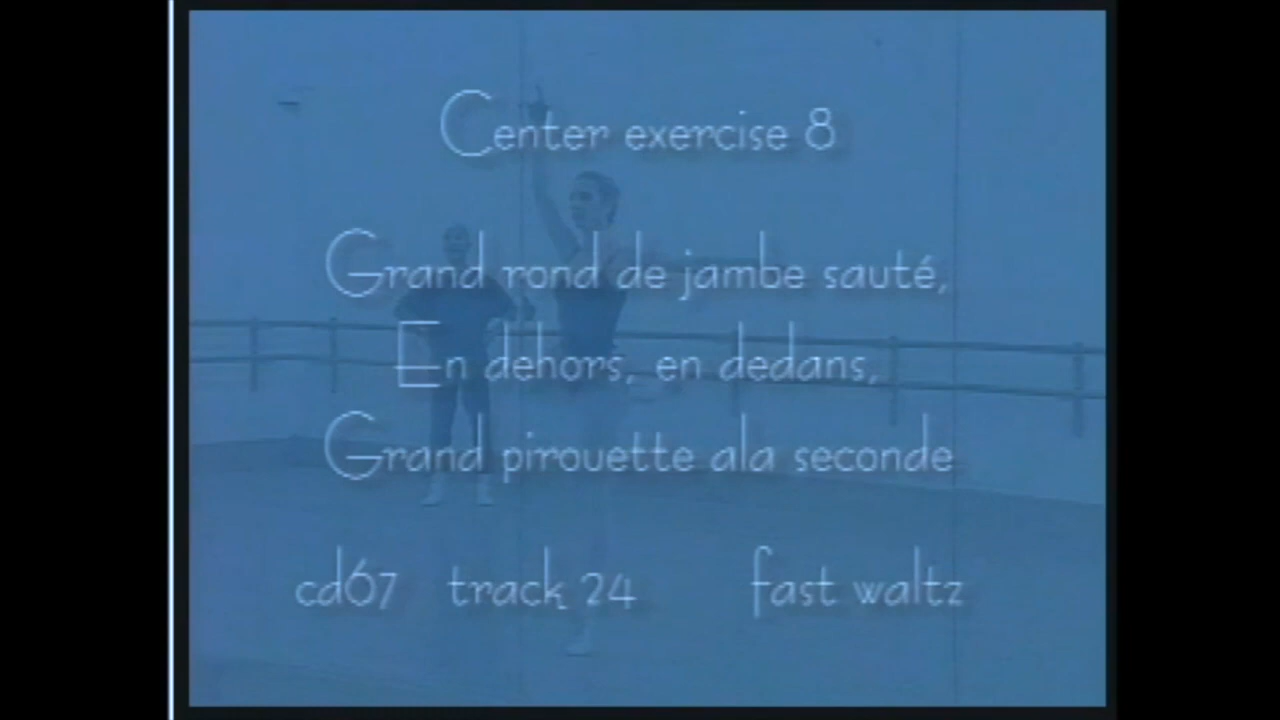 Center exercise 8
Grand rond de jambe sauté,
En dehors, en dedans,
Grand pirouette ala seconde
cd67 track 24 fast waltz